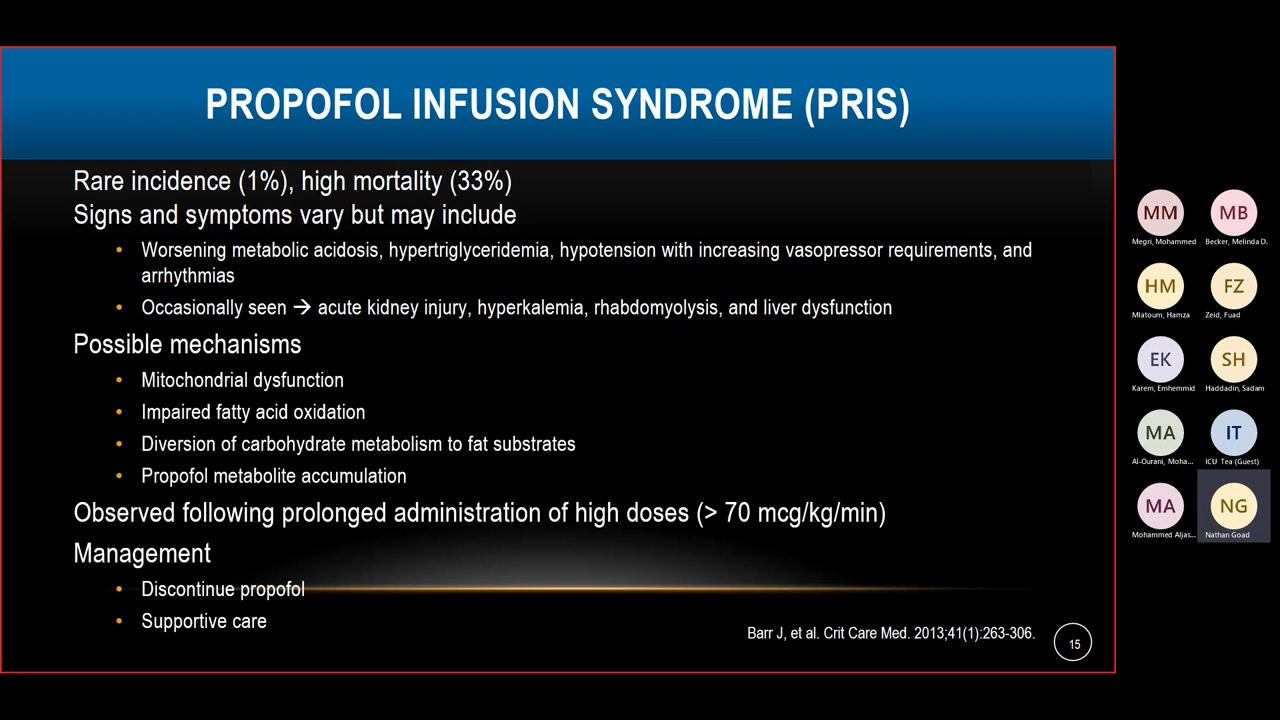 PROPOFOL INFUSION SYNDROME (PRIS)
Rare incidence (1%), high mortality (33%)
Signs and symptoms vary but may include
• Worsening metabolic acidosis, hypertriglyceridemia, hypotension with increasing vasopressor requirements, and
arrhythmias
• Occasionally seen → acute kidney injury, hyperkalemia, rhabdomyolysis, and liver dysfunction
Possible mechanisms
• Mitochondrial dysfunction
• Impaired fatty acid oxidation
• Diversion of carbohydrate metabolism to fat substrates
• Propofol metabolite accumulation
Observed following prolonged administration of high doses (> 70 mcg/kg/min)
Management
• Discontinue propofol
• Supportive care
Barr J, et al. Crit Care Med. 2013;41(1):263-306.
15
MM
Megri, Mohammed
MB
Becker, Melinda D.
HM
Mlatoum, Hamza
FZ
Zeid, Fuad
EK
Karem, Emhemmid
SH
Haddadin, Sadam
MA
Al-Ourani, Moha...
IT
ICU Tea (Guest)
MA
Mohammed Aljas...
NG
Nathan Goad